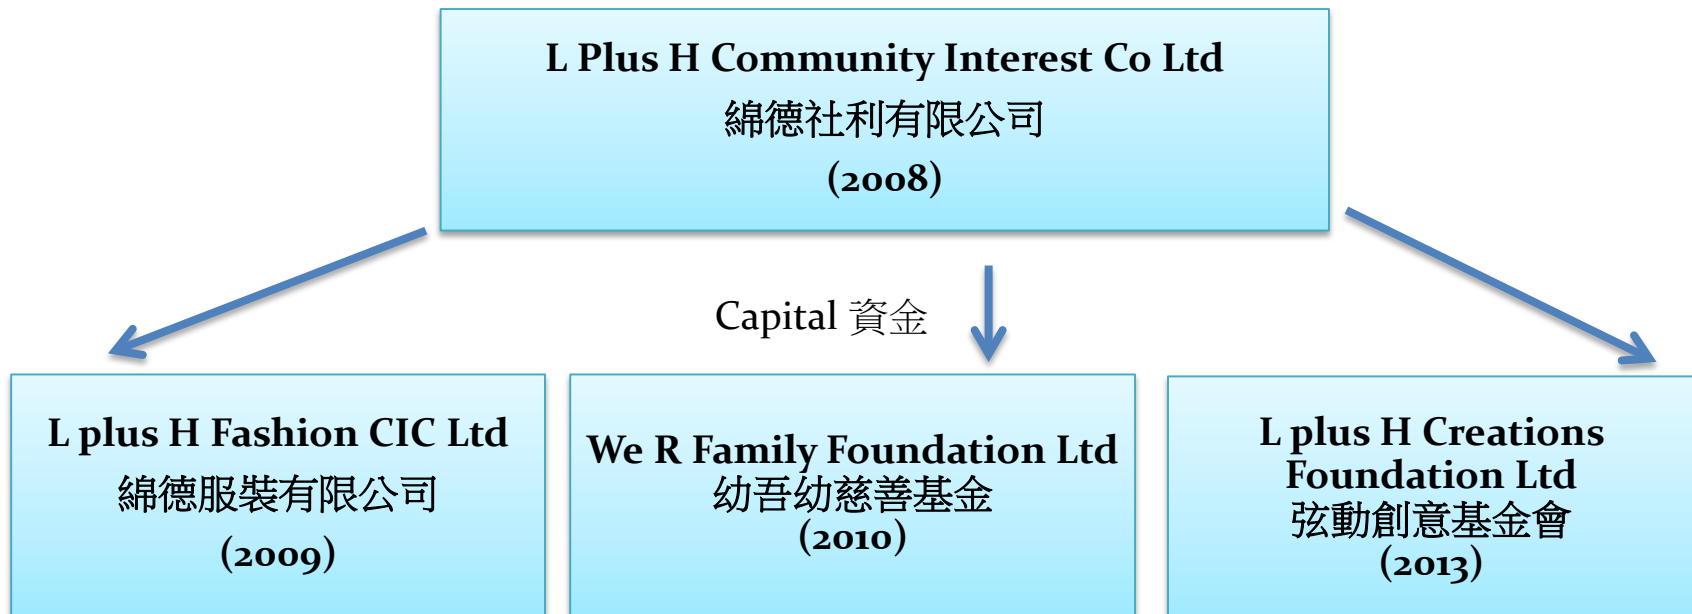 L Plus H Community Interest Co Ltd
綿德社利有限公司
(2008)
Capital 資金
L plus H Fashion CIC Ltd
綿德服裝有限公司
(2009)
We R Family Foundation Ltd
幼吾幼慈善基金
(2010)
L plus H Creations
Foundation Ltd
弦動創意基金會
(2013)